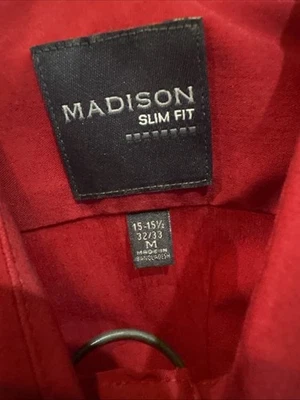 MADISON
SLIM FIT
15-15½
32/33
M
MADE IN
BANGLADESH